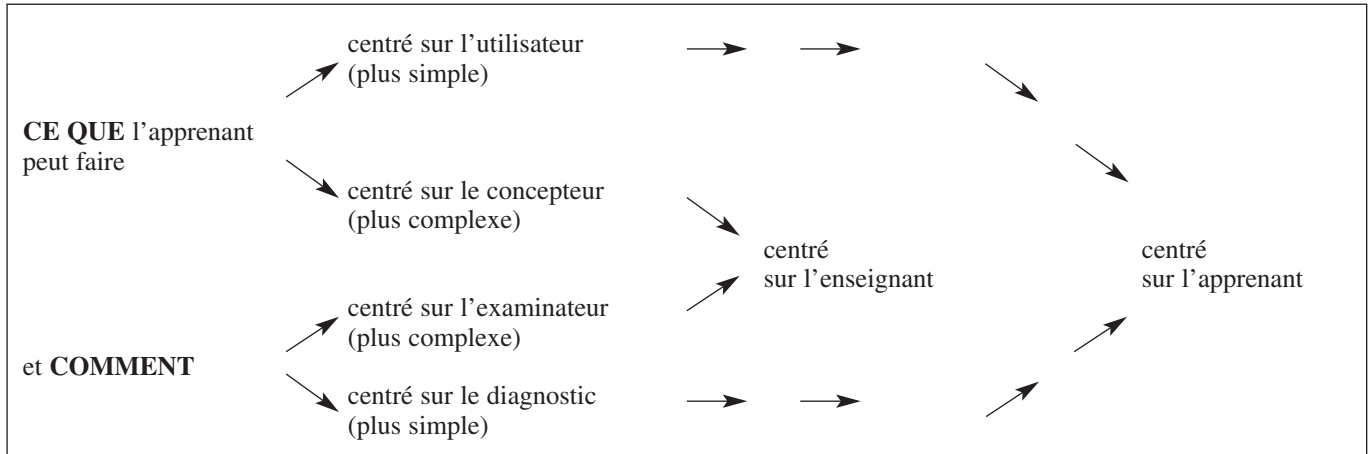 centré sur l’utilisateur
(plus simple)
CE QUE l’apprenant
peut faire
centré sur le concepteur
(plus complexe)
centré
sur l’enseignant
centré
sur l’apprenant
centré sur l’examinateur
(plus complexe)
et COMMENT
centré sur le diagnostic
(plus simple)